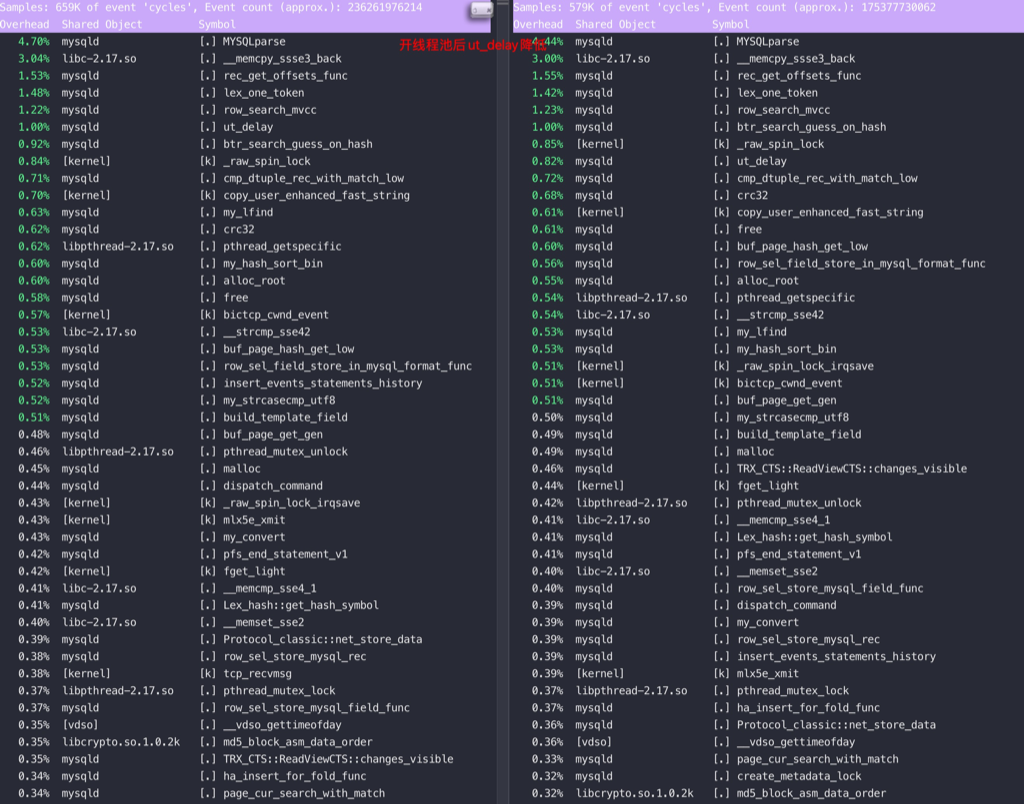 Samples: 659K of event 'cycles', Event count (approx.): 236261976214
Overhead Shared Object Symbol
4.70% mysqld [.] MYSQLparse
3.04% libc-2.17.so [.] __memcpy_ssse3_back
1.53% mysqld [.] rec_get_offsets_func
1.48% mysqld [.] lex_one_token
1.22% mysqld [.] row_search_mvcc
1.00% mysqld [.] ut_delay
0.92% mysqld [.] btr_search_guess_on_hash
0.84% [kernel] [k] _raw_spin_lock
0.71% mysqld [.] cmp_dtuple_rec_with_match_low
0.70% [kernel] [k] copy_user_enhanced_fast_string
0.63% mysqld [.] my_lfind
0.62% mysqld [.] crc32
0.62% libpthread-2.17.so [.] pthread_getspecific
0.60% mysqld [.] my_hash_sort_bin
0.60% mysqld [.] alloc_root
0.58% mysqld [.] free
0.57% [kernel] [k] bictcp_cwnd_event
0.53% libc-2.17.so [.] __strcmp_sse42
0.53% mysqld [.] buf_page_hash_get_low
0.53% mysqld [.] row_sel_field_store_in_mysql_format_func
0.52% mysqld [.] insert_events_statements_history
0.52% mysqld [.] my_strcasecmp_utf8
0.51% mysqld [.] build_template_field
0.48% mysqld [.] buf_page_get_gen
0.46% libpthread-2.17.so [.] pthread_mutex_unlock
0.45% mysqld [.] malloc
0.44% mysqld [.] dispatch_command
0.43% [kernel] [k] _raw_spin_lock_irqsave
0.43% [kernel] [k] mlx5e_xmit
0.43% mysqld [.] my_convert
0.42% mysqld [.] pfs_end_statement_v1
0.42% [kernel] [k] fget_light
0.41% libc-2.17.so [.] __memcmp_sse4_1
0.41% mysqld [.] Lex_hash::get_hash_symbol
0.40% libc-2.17.so [.] __memset_sse2
0.39% mysqld [.] Protocol_classic::net_store_data
0.38% mysqld [.] row_sel_store_mysql_rec
0.38% [kernel] [k] tcp_recvmsg
0.37% libpthread-2.17.so [.] pthread_mutex_lock
0.37% mysqld [.] row_sel_store_mysql_field_func
0.35% [vdso] [.] __vdso_gettimeofday
0.35% libcrypto.so.1.0.2k [.] md5_block_asm_data_order
0.35% mysqld [.] TRX_CTS::ReadViewCTS::changes_visible
0.34% mysqld [.] ha_insert_for_fold_func
0.34% mysqld [.] page_cur_search_with_match
开线程池后 ut_delay 降低
Samples: 579K of event 'cycles', Event count (approx.): 175377730062
Overhead Shared Object Symbol
44% mysqld [.] MYSQLparse
3.00% libc-2.17.so [.] __memcpy_ssse3_back
1.55% mysqld [.] rec_get_offsets_func
1.42% mysqld [.] lex_one_token
1.23% mysqld [.] row_search_mvcc
1.00% mysqld [.] btr_search_guess_on_hash
0.85% [kernel] [k] _raw_spin_lock
0.82% mysqld [.] ut_delay
0.72% mysqld [.] cmp_dtuple_rec_with_match_low
0.68% mysqld [.] crc32
0.61% [kernel] [k] copy_user_enhanced_fast_string
0.61% mysqld [.] free
0.60% mysqld [.] buf_page_hash_get_low
0.56% mysqld [.] row_sel_field_store_in_mysql_format_func
0.55% mysqld [.] alloc_root
0.54% libpthread-2.17.so [.] pthread_getspecific
0.54% libc-2.17.so [.] __strcmp_sse42
0.53% mysqld [.] my_lfind
0.53% mysqld [.] my_hash_sort_bin
0.51% [kernel] [k] _raw_spin_lock_irqsave
0.51% [kernel] [k] bictcp_cwnd_event
0.51% mysqld [.] buf_page_get_gen
0.50% mysqld [.] my_strcasecmp_utf8
0.49% mysqld [.] build_template_field
0.49% mysqld [.] malloc
0.46% mysqld [.] TRX_CTS::ReadViewCTS::changes_visible
0.44% [kernel] [k] fget_light
0.42% libpthread-2.17.so [.] pthread_mutex_unlock
0.41% libc-2.17.so [.] __memcmp_sse4_1
0.41% mysqld [.] Lex_hash::get_hash_symbol
0.41% mysqld [.] pfs_end_statement_v1
0.40% libc-2.17.so [.] __memset_sse2
0.40% mysqld [.] row_sel_store_mysql_field_func
0.39% mysqld [.] dispatch_command
0.39% mysqld [.] my_convert
0.39% mysqld [.] row_sel_store_mysql_rec
0.39% mysqld [.] insert_events_statements_history
0.39% [kernel] [k] mlx5e_xmit
0.37% libpthread-2.17.so [.] pthread_mutex_lock
0.37% mysqld [.] ha_insert_for_fold_func
0.36% mysqld [.] Protocol_classic::net_store_data
0.36% [vdso] [.] __vdso_gettimeofday
0.33% mysqld [.] page_cur_search_with_match
0.32% mysqld [.] create_metadata_lock
0.32% libcrypto.so.1.0.2k [.] md5_block_asm_data_order